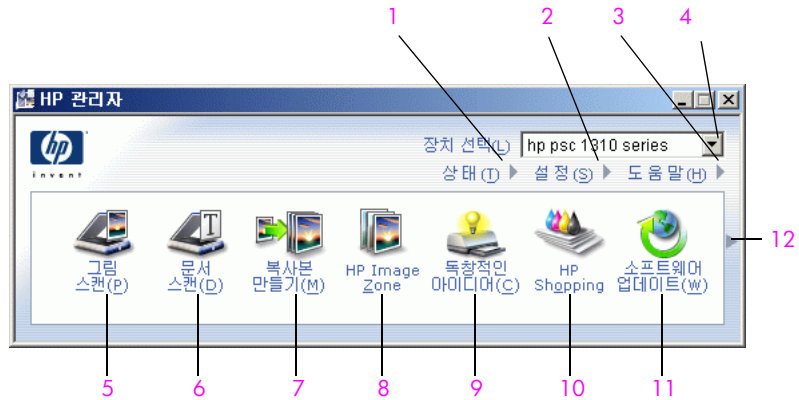 1 2 3 4
HP 관리자
장치 선택(L) hp psc 1310 series
hp
invent
상태(T) 설정(S) 도움말(H)
T
12
그림
스캔(P)
문서
스캔(D)
복사본
만들기(M)
HP Image
Zone
독창적인
아이디어(C)
HP
Shopping
소프트웨어
업데이트(W)
5 6 7 8 9 10 11